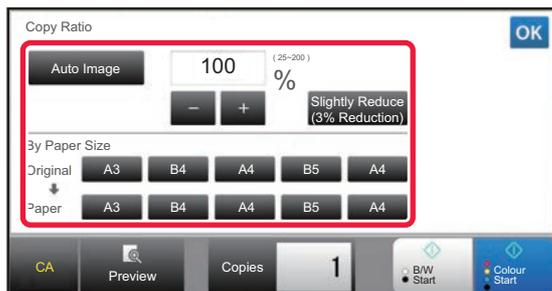 Copy Ratio
OK
Auto Image
100
(25~200)
%
−
+
Slightly Reduce
(3% Reduction)
By Paper Size
Original
A3 B4 A4 B5 A4
Paper
A3 B4 A4 B5 A4
CA
Preview
Copies
1
B/W
Start
Colour
Start